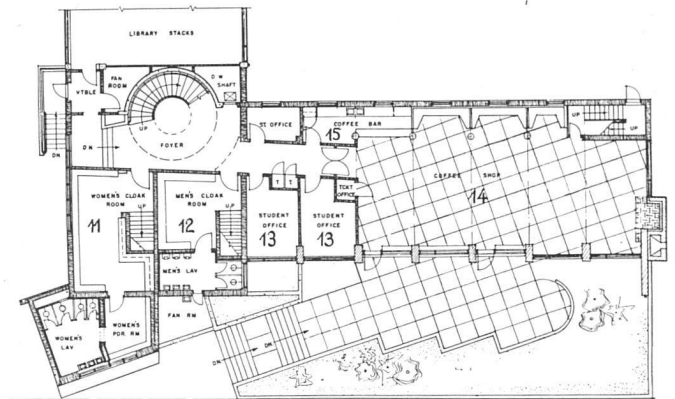 LIBRARY STACKS
FAN
ROOM
D W
SHAFT
VTBLE
UP
ST. OFFICE
COFFEE BAR
15
UP
UP
DN
DN
FOYER
T T
TCKT
OFFICE
COFFEE SHOP
14
WOMEN'S CLOAK
ROOM
11
UP
MEN'S CLOAK
ROOM
12
UP
STUDENT
OFFICE
13
STUDENT
OFFICE
13
MEN'S LAV
FAN RM
WOMEN'S
LAV
WOMEN'S
PDR. RM
DN
DN